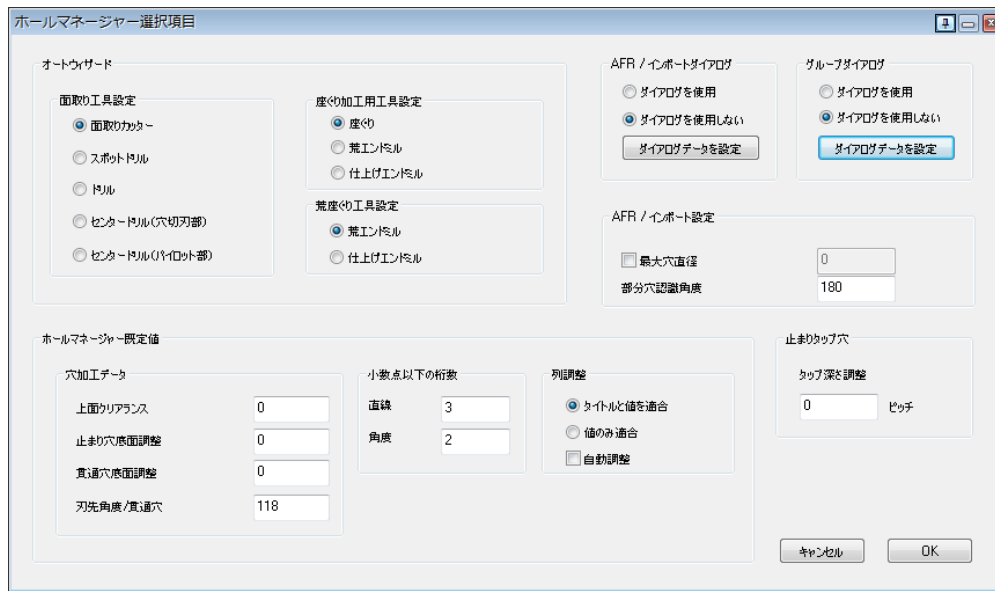 ホールマネージャー選択項目
オートウィザード
面取り工具設定
面取りカッター
スポットドリル
ドリル
センタードリル(穴切刃部)
センタードリル(パイロット部)
座ぐり加工用工具設定
座ぐり
荒エンドミル
仕上げエンドミル
荒座ぐり工具設定
荒エンドミル
仕上げエンドミル
AFR / インポートダイアログ
ダイアログを使用
ダイアログを使用しない
ダイアログデータを設定
グループダイアログ
ダイアログを使用
ダイアログを使用しない
ダイアログデータを設定
AFR / インポート設定
最大穴直径 0
部分穴認識角度 180
ホールマネージャー既定値
穴加工データ
上面クリアランス 0
止まり穴底面調整 0
貫通穴底面調整 0
刃先角度/貫通穴 118
小数点以下の桁数
直線 3
角度 2
列調整
タイトルと値を適合
値のみ適合
自動調整
止まりタップ穴
タップ深さ調整
0 ピッチ
キャンセル OK